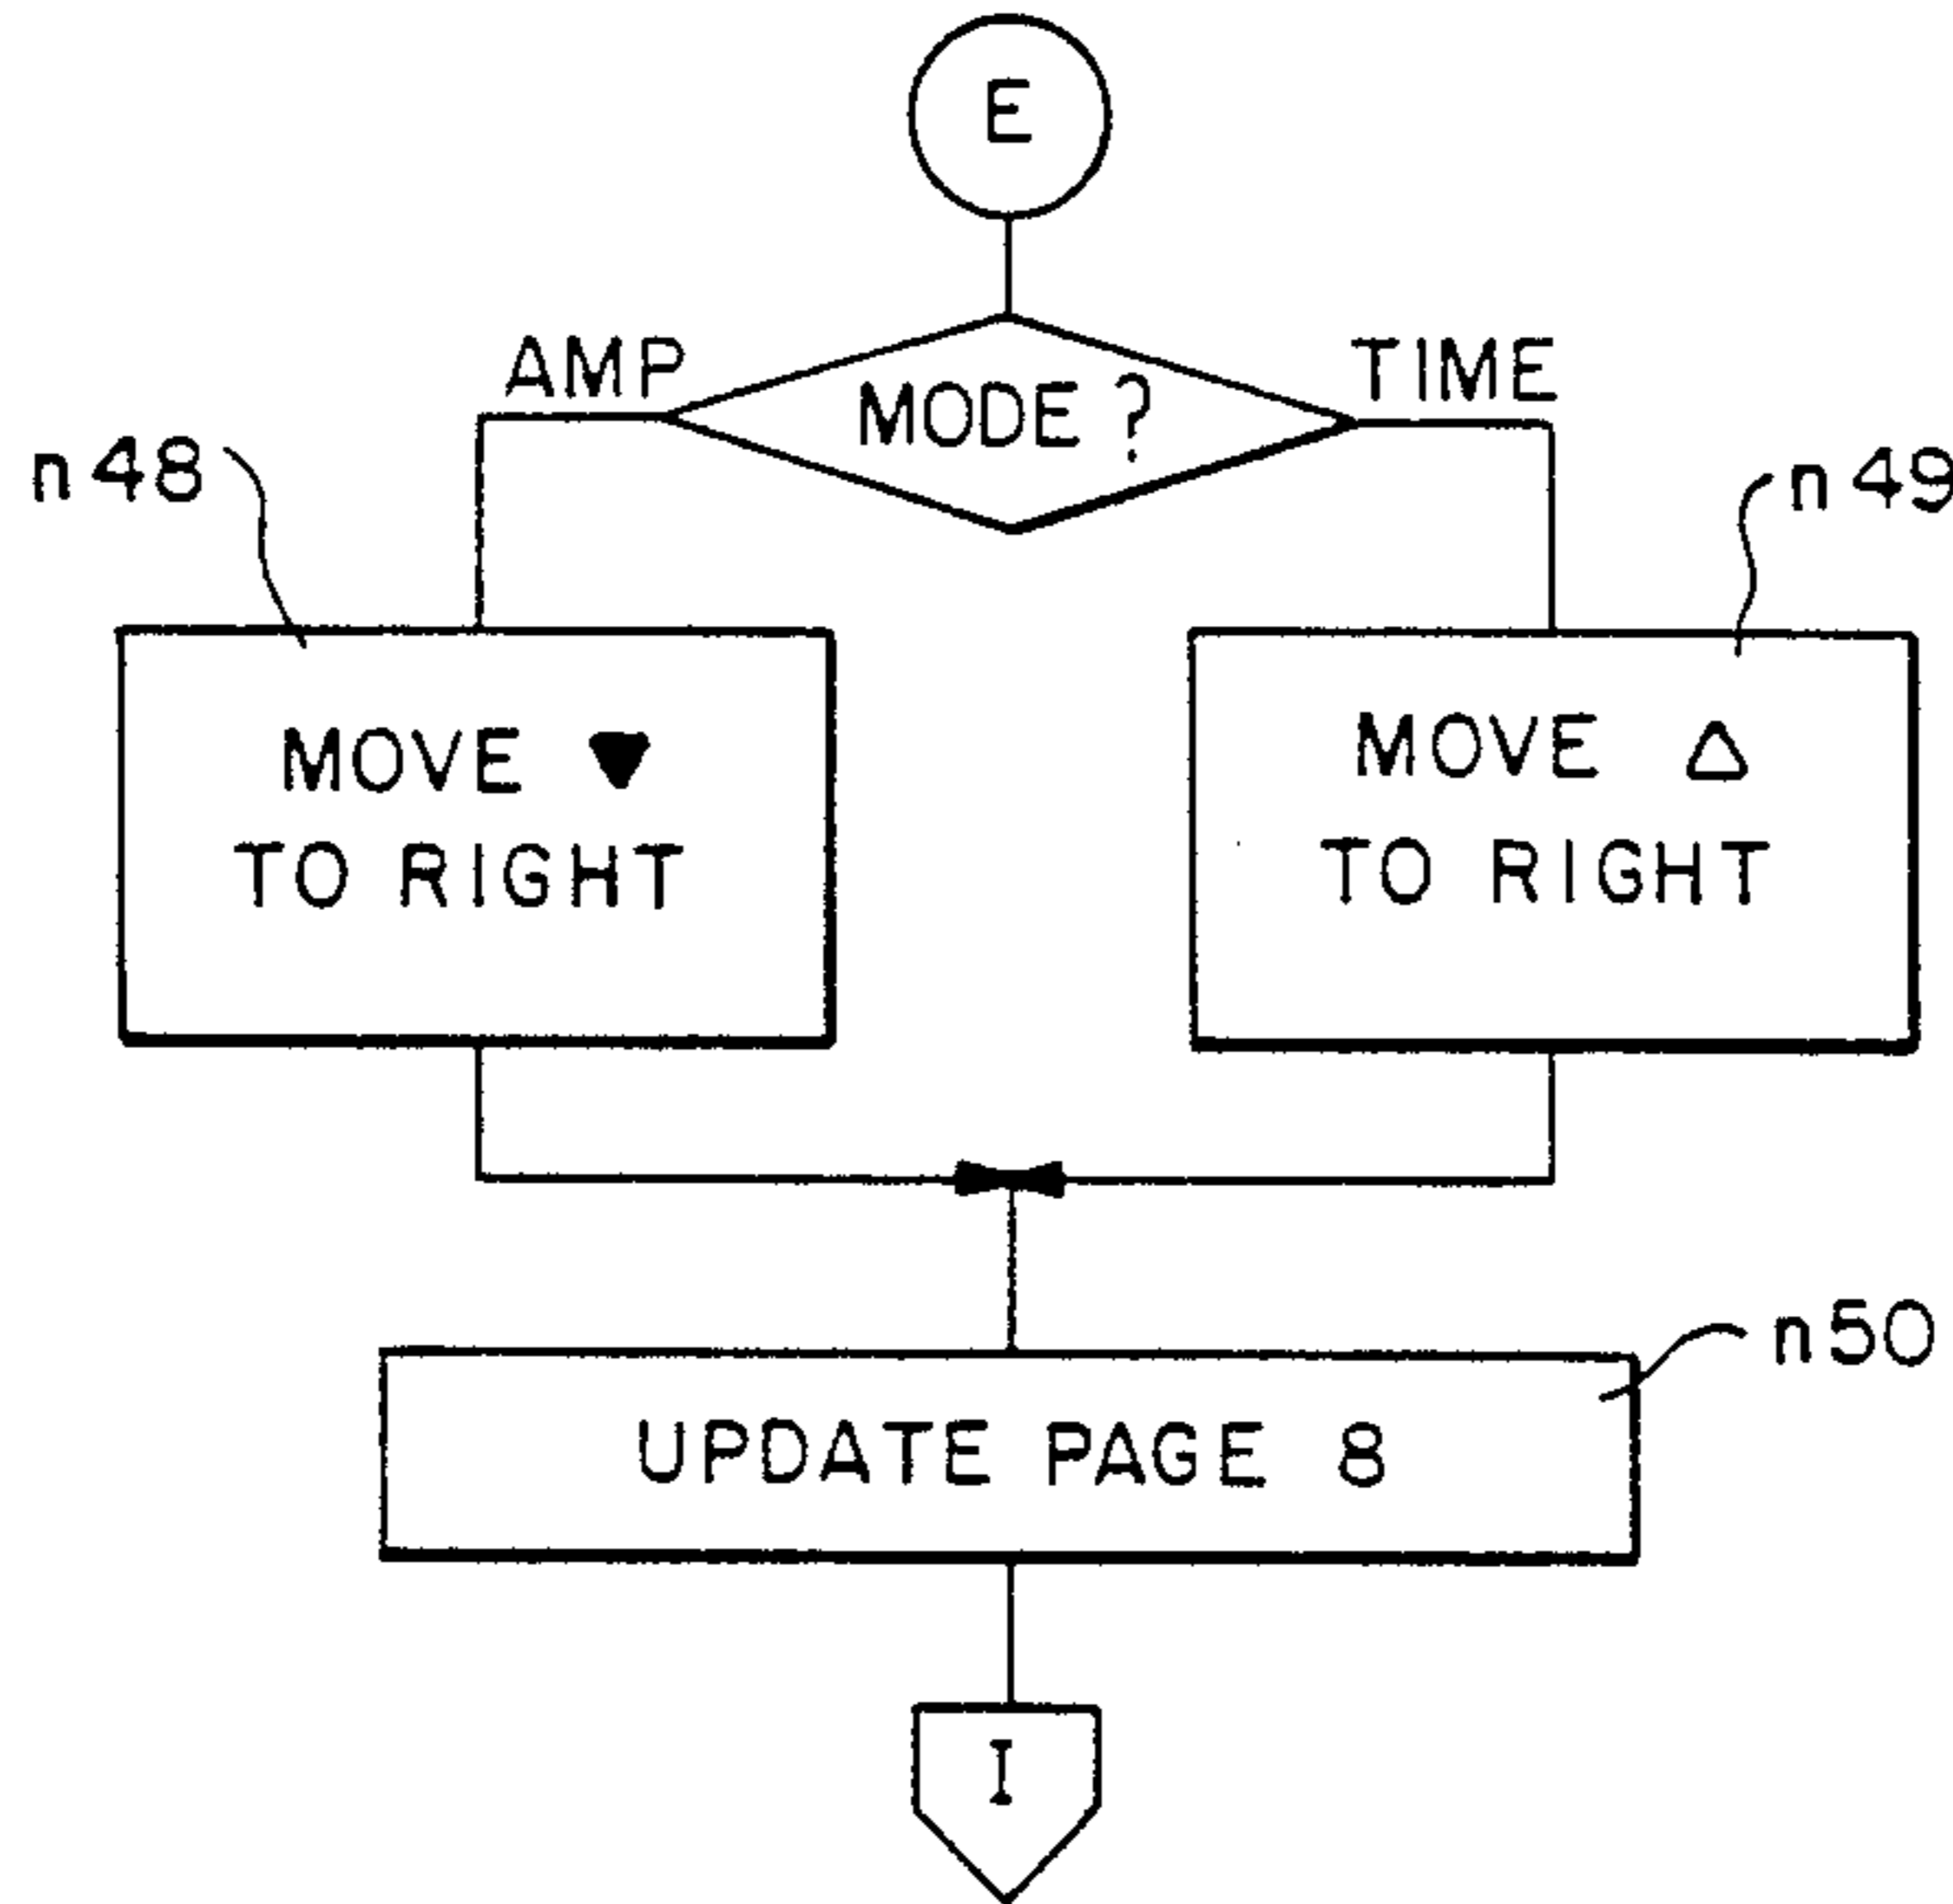 E
AMP
MODE ?
TIME
n48
n49
MOVE ▼
TO RIGHT
MOVE △
TO RIGHT
n50
UPDATE PAGE 8
I